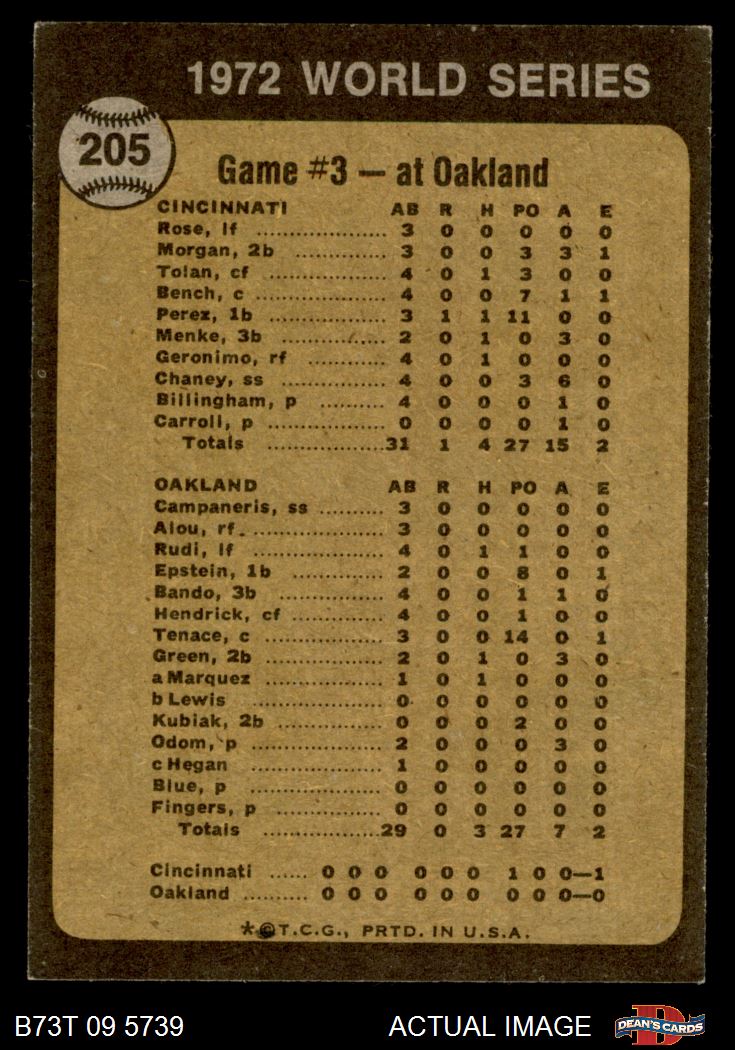 1972 WORLD SERIES
205
Game #3 — at Oakland
CINCINNATI AB R H PO A E
Rose, lf .................... 3 0 0 0 0 0
Morgan, 2b .............. 3 0 0 3 3 1
Tolan, cf .................. 4 0 1 3 0 0
Bench, c .................... 4 0 0 7 1 1
Perez, 1b .................. 3 1 1 11 0 0
Menke, 3b ................ 2 0 1 0 3 0
Geronimo, rf ............ 4 0 1 0 0 0
Chaney, ss ................ 4 0 0 3 6 0
Billingham, p .......... 4 0 0 0 1 0
Carroll, p .................. 0 0 0 0 1 0
Totals ..................31 1 4 27 15 2
OAKLAND AB R H PO A E
Campaneris, ss .......... 3 0 0 0 0 0
Alou, rf. .................... 3 0 0 0 0 0
Rudi, lf .................... 4 0 1 1 0 0
Epstein, 1b .............. 2 0 0 8 0 1
Bando, 3b ................ 4 0 0 1 1 0
Hendrick, cf ............ 4 0 0 1 0 0
Tenace, c .................. 3 0 0 14 0 1
Green, 2b ................ 2 0 1 0 3 0
a Marquez ................ 1 0 1 0 0 0
b Lewis .................. 0 0 0 0 0 0
Kubiak, 2b .............. 0 0 0 2 0 0
Odom, p .................. 2 0 0 0 3 0
c Hegan .................. 1 0 0 0 0 0
Blue, p .................... 0 0 0 0 0 0
Fingers, p ................ 0 0 0 0 0 0
Totals ..................29 0 3 27 7 2
Cincinnati ...... 0 0 0 0 0 0 1 0 0—1
Oakland .......... 0 0 0 0 0 0 0 0 0—0
*©T.C.G., PRTD. IN U.S.A.
B73T 09 5739 ACTUAL IMAGE
D
DEAN'S CARDS